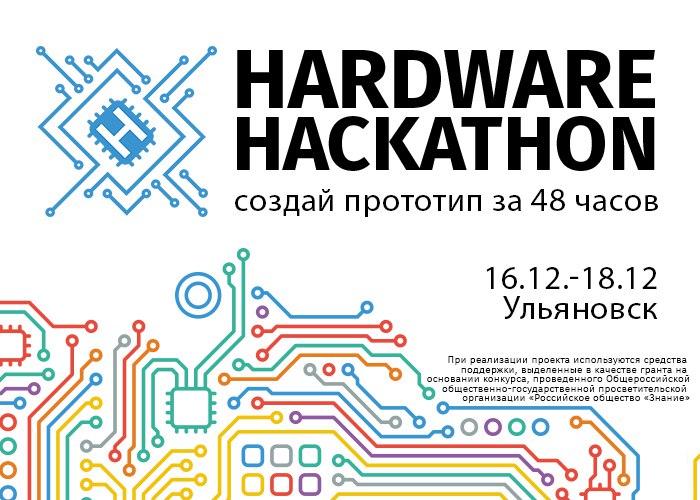 HARDWARE
HACKATHON
создай прототип за 48 часов
16.12.-18.12
Ульяновск
При реализации проекта используются средства
поддержки, выделенные в качестве гранта на
основании конкурса, проведенного Общероссийской
общественно-государственной просветительской
организации «Российское общество «Знание»